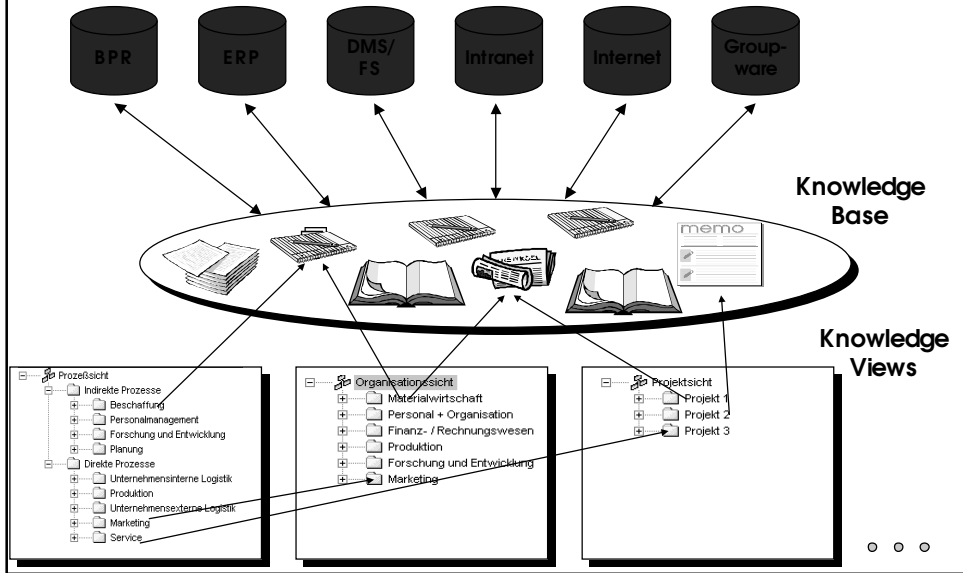 BPR
ERP
DMS/
FS
Intranet
Internet
Group-
ware
Knowledge
Base
memo
Knowledge
Views
Prozeßsicht
Indirekte Prozesse
Beschaffung
Personalmanagement
Forschung und Entwicklung
Planung
Direkte Prozesse
Unternehmensinterne Logistik
Produktion
Unternehmensexterne Logistik
Marketing
Service
Organisationssicht
Materialwirtschaft
Personal + Organisation
Finanz- / Rechnungswesen
Produktion
Forschung und Entwicklung
Marketing
Projektsicht
Projekt 1
Projekt 2
Projekt 3